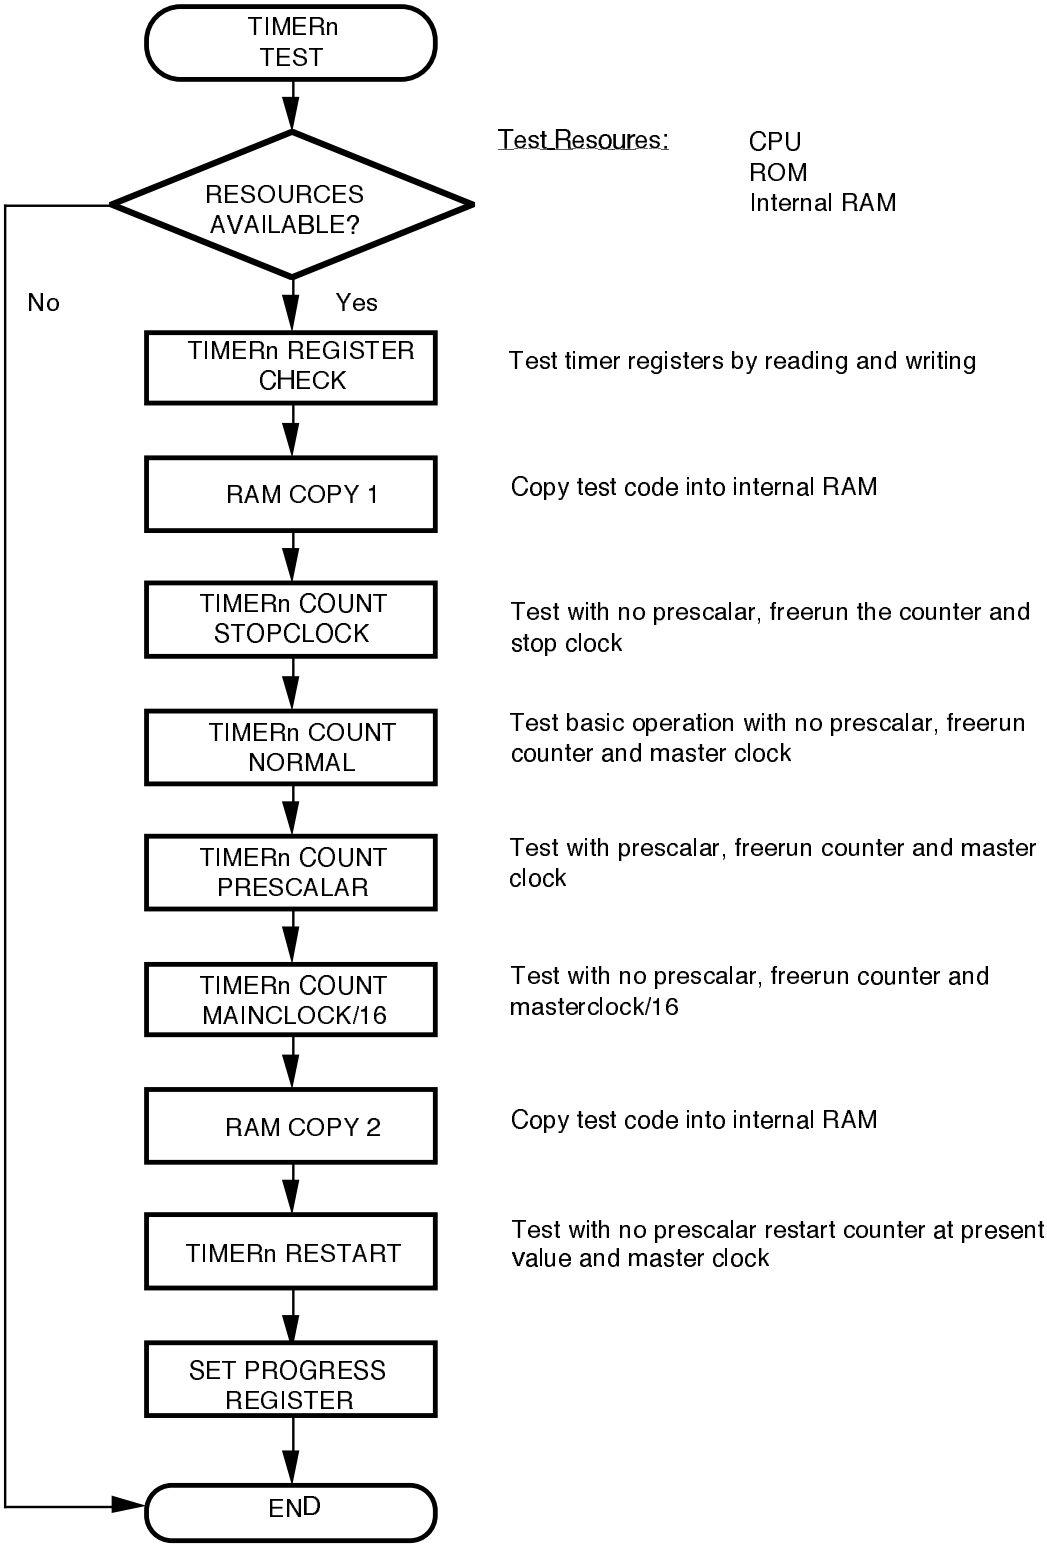 TIMERn
TEST
Test Resoures:
CPU
ROM
Internal RAM
RESOURCES
AVAILABLE?
No
Yes
TIMERn REGISTER
CHECK
Test timer registers by reading and writing
RAM COPY 1
Copy test code into internal RAM
TIMERn COUNT
STOPCLOCK
Test with no prescalar, freerun the counter and
stop clock
TIMERn COUNT
NORMAL
Test basic operation with no prescalar, freerun
counter and master clock
TIMERn COUNT
PRESCALAR
Test with prescalar, freerun counter and master
clock
TIMERn COUNT
MAINCLOCK/16
Test with no prescalar, freerun counter and
masterclock/16
RAM COPY 2
Copy test code into internal RAM
TIMERn RESTART
Test with no prescalar restart counter at present
value and master clock
SET PROGRESS
REGISTER
END